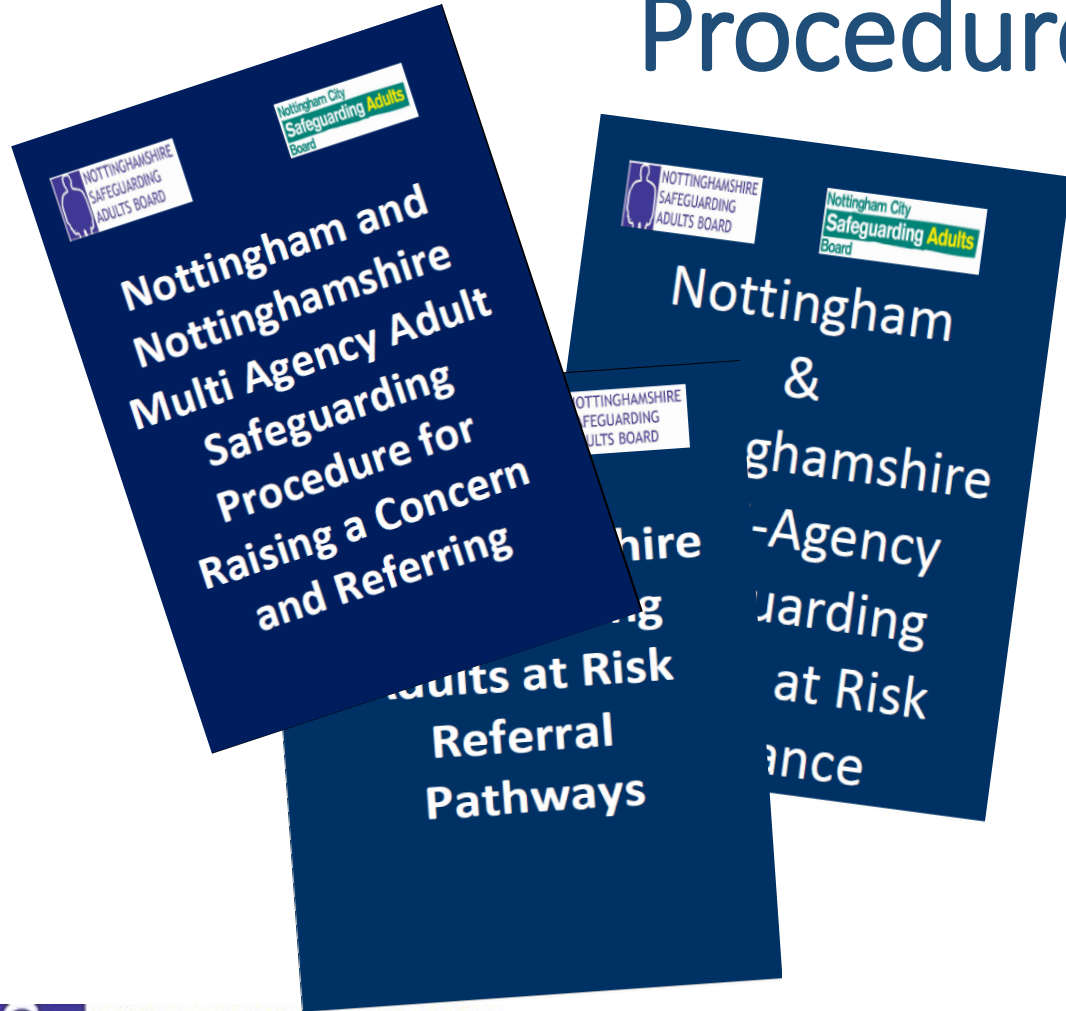 Procedure
NOTTINGHAMSHIRE
SAFEGUARDING
ADULTS BOARD
Nottingham City
Safeguarding Adults
Board
Nottingham and
Nottinghamshire
Multi Agency Adult
Safeguarding
Procedure for
Raising a Concern
and Referring
NOTTINGHAMSHIRE
SAFEGUARDING
ADULTS BOARD
Nottingham City
Safeguarding Adults
Board
Nottingham
&
ghamshire
-Agency
uarding
at Risk
ance
OTTINGHAMSHIRE
FEGUARDING
ULTS BOARD
hire
g
Adults at Risk
Referral
Pathways